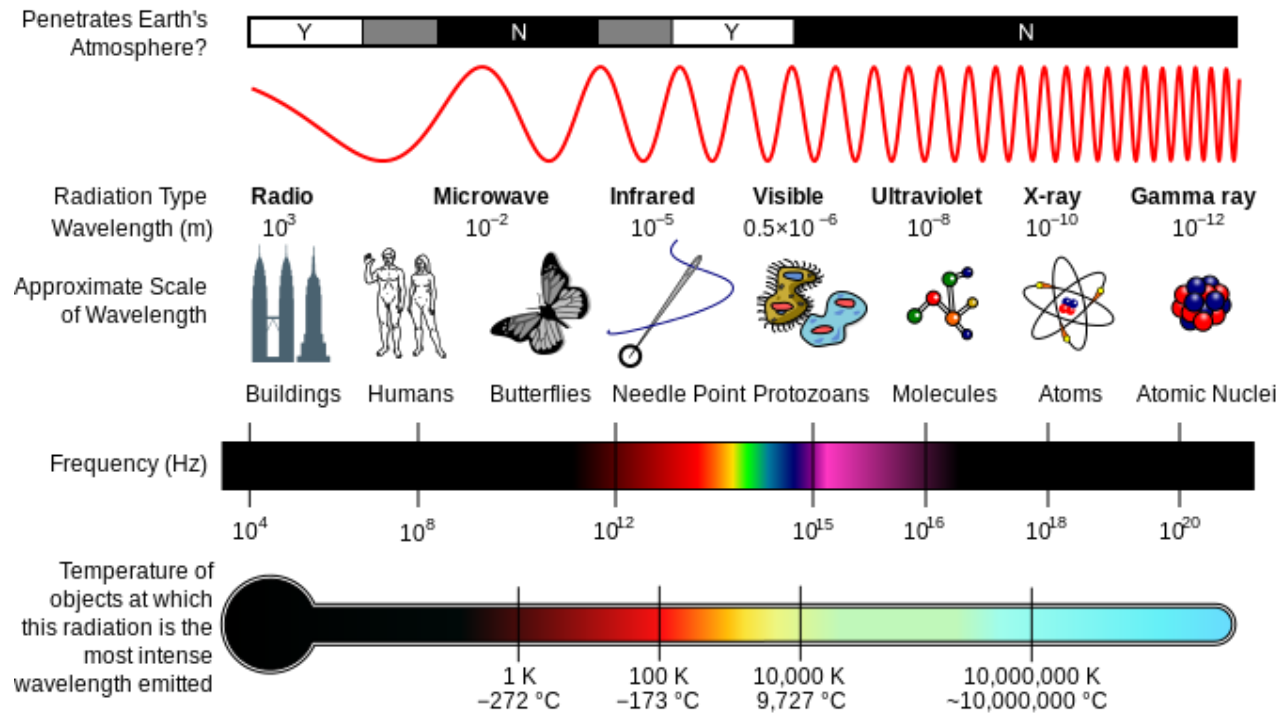 Penetrates Earth's
Atmosphere?
Y N Y N
Radiation Type Radio Microwave Infrared Visible Ultraviolet X-ray Gamma ray
Wavelength (m) 10³ 10⁻² 10⁻⁵ 0.5×10⁻⁶ 10⁻⁸ 10⁻¹⁰ 10⁻¹²
Approximate Scale
of Wavelength
Buildings Humans Butterflies Needle Point Protozoans Molecules Atoms Atomic Nuclei
Frequency (Hz)
10⁴ 10⁸ 10¹² 10¹⁵ 10¹⁶ 10¹⁸ 10²⁰
Temperature of
objects at which
this radiation is the
most intense
wavelength emitted
1 K 100 K 10,000 K 10,000,000 K
−272 °C −173 °C 9,727 °C ~10,000,000 °C